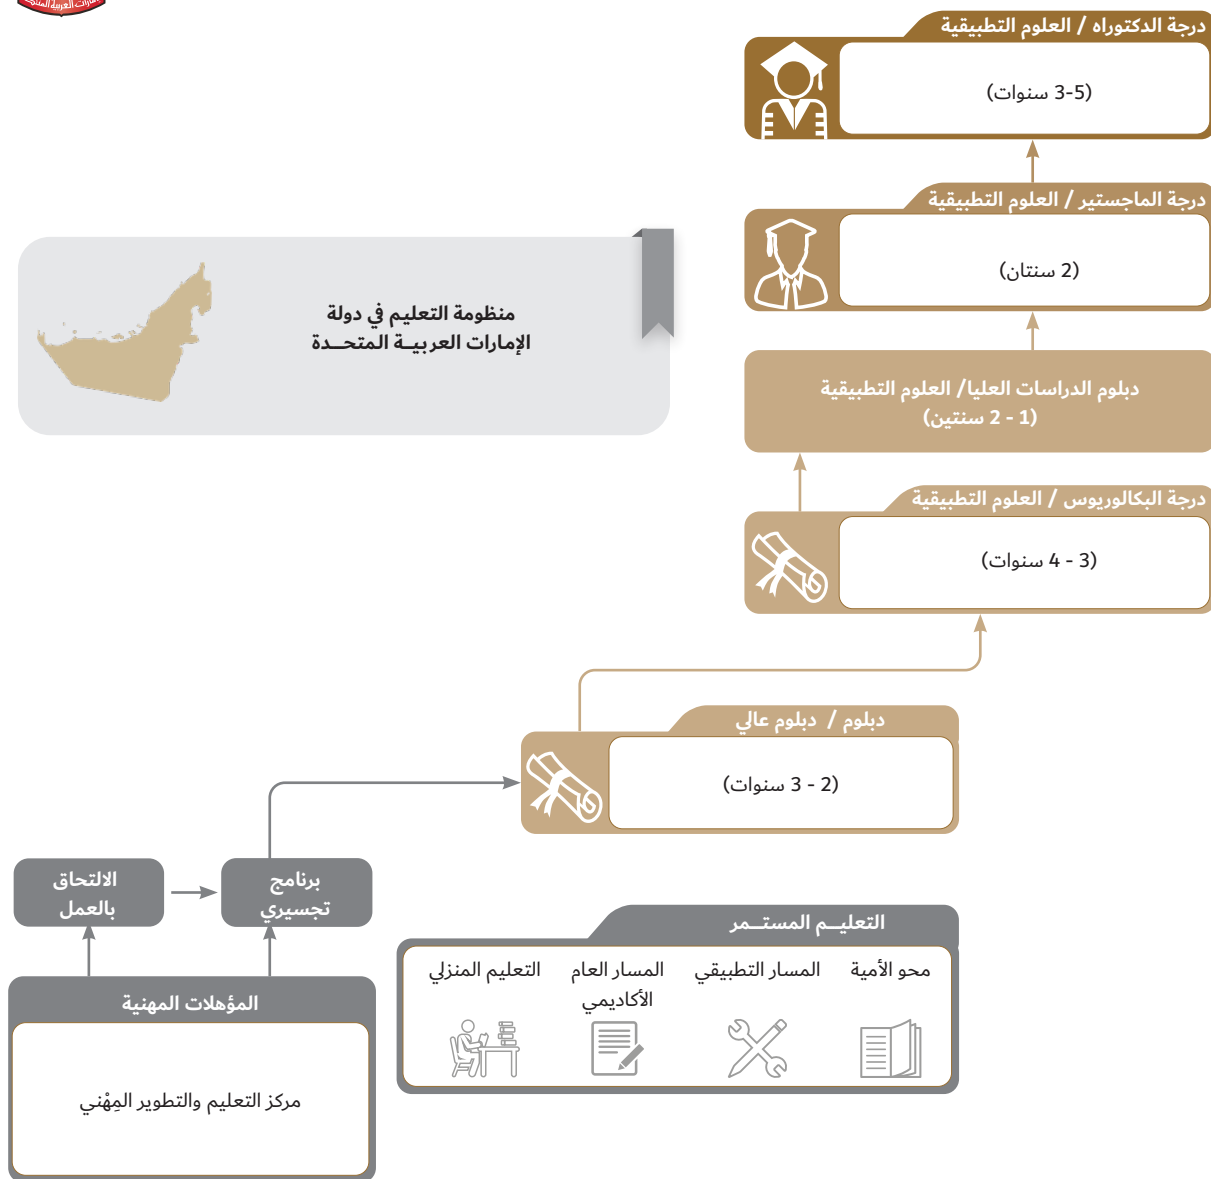 الإمارات العربية المتحدة
درجة الدكتوراه / العلوم التطبيقية
(3-5 سنوات)
درجة الماجستير / العلوم التطبيقية
(2 سنتان)
منظومة التعليم في دولة
الإمارات العربيــة المتحــدة
دبلوم الدراسات العليا/ العلوم التطبيقية
(1 - 2 سنتين)
درجة البكالوريوس / العلوم التطبيقية
(3 - 4 سنوات)
دبلوم / دبلوم عالي
(2 - 3 سنوات)
برنامج
تجسيري
الالتحاق
بالعمل
التعليــم المستــمر
محو الأمية
المسار التطبيقي
المسار العام
الأكاديمي
التعليم المنزلي
المؤهلات المهنية
مركز التعليم والتطوير المِهْني